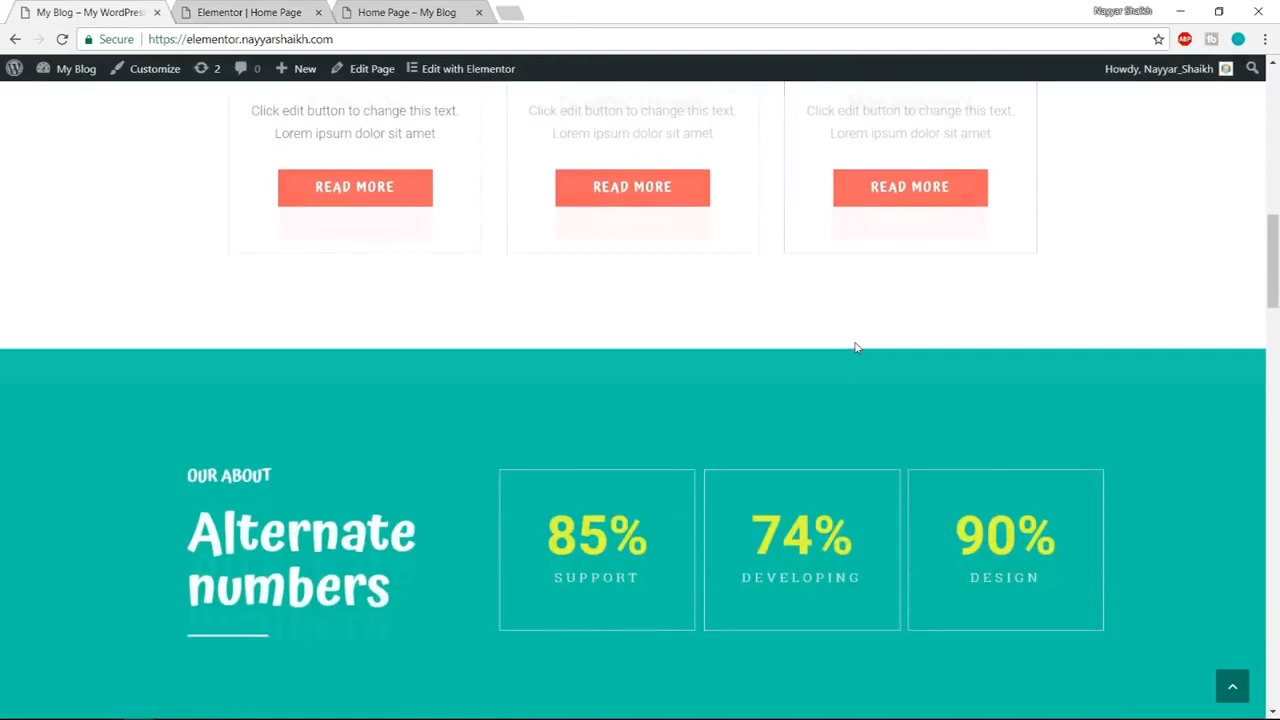 My Blog – My WordPres
Elementor | Home Page
Home Page – My Blog
Nayyar Shaikh
Secure
https://elementor.nayyarshaikh.com
ABP
tb
My Blog
Customize
2
0
New
Edit Page
Edit with Elementor
Howdy, Nayyar_Shaikh
Click edit button to change this text.
Lorem ipsum dolor sit amet
READ MORE
Click edit button to change this text.
Lorem ipsum dolor sit amet
READ MORE
Click edit button to change this text.
Lorem ipsum dolor sit amet
READ MORE
OUR ABOUT
Alternate
numbers
85%
SUPPORT
74%
DEVELOPING
90%
DESIGN